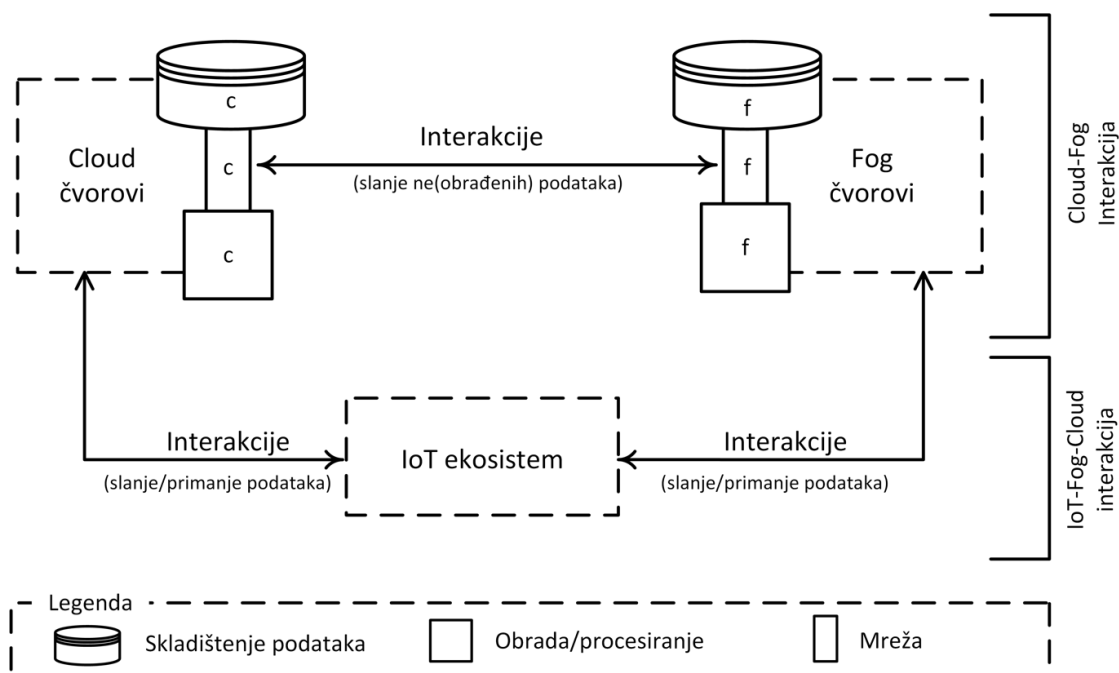 c
f
Interakcije
(slanje ne(obrađenih) podataka)
Cloud
čvorovi
c
f
Fog
čvorovi
c
f
Cloud-Fog
Interakcija
Interakcije
(slanje/primanje podataka)
IoT ekosistem
Interakcije
(slanje/primanje podataka)
IoT-Fog-Cloud
interakcija
Legenda
Skladištenje podataka
Obrada/procesiranje
Mreža